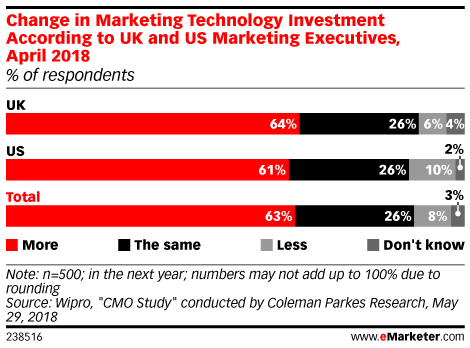 Change in Marketing Technology Investment
According to UK and US Marketing Executives,
April 2018
% of respondents
UK
64% 26% 6% 4%
US
2%
61% 26% 10%
Total
3%
63% 26% 8%
More The same Less Don't know
Note: n=500; in the next year; numbers may not add up to 100% due to
rounding
Source: Wipro, "CMO Study" conducted by Coleman Parkes Research, May
29, 2018
238516 www.eMarketer.com